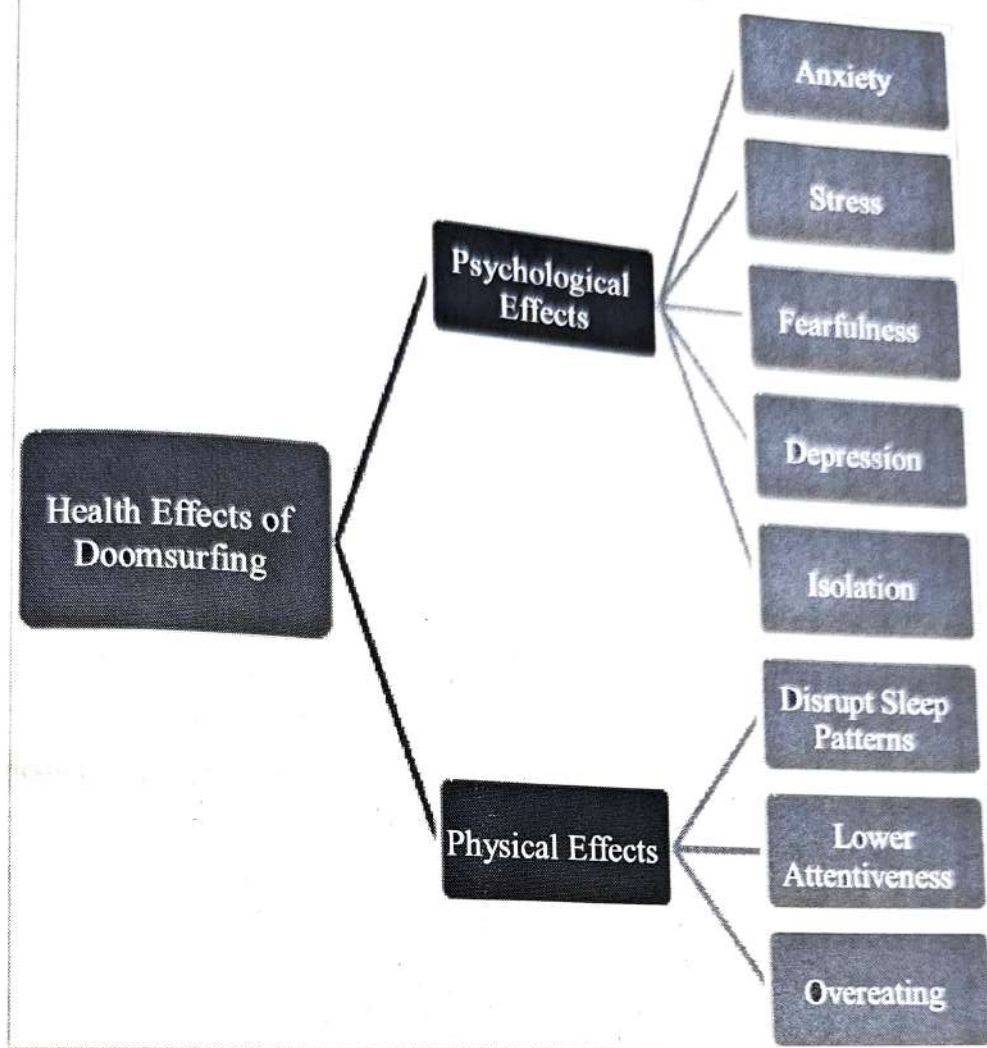 Health Effects of
Doomsurfing
Psychological
Effects
Anxiety
Stress
Fearfulness
Depression
Isolation
Physical Effects
Disrupt Sleep
Patterns
Lower
Attentiveness
Overeating